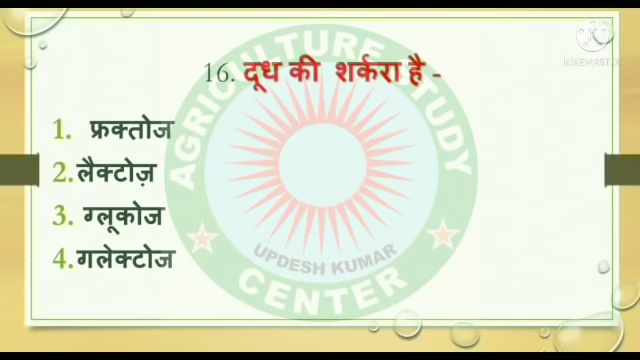 KINEMASTER
16. दूध की शर्करा है -
1. फ्रक्तोज
2. लैक्टोज़
3. ग्लूकोज
4. गलेक्टोज
AGRICULTURE STUDY
UPDESH KUMAR
CENTER